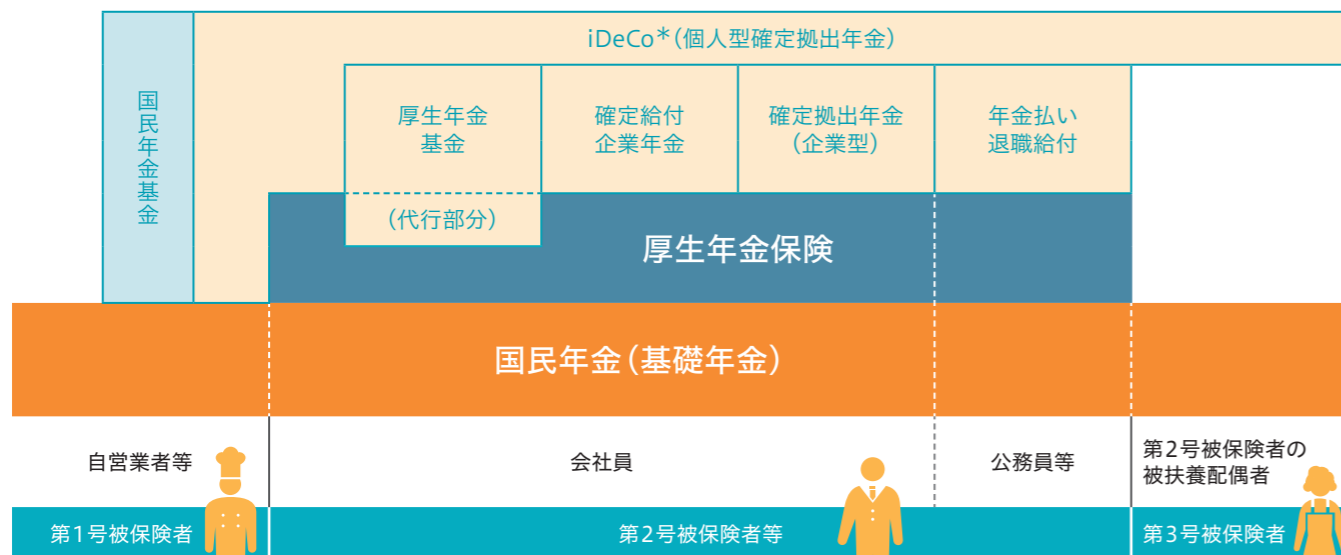 iDeCo*(個人型確定拠出年金)
国民年金基金
厚生年金
基金
確定給付
企業年金
確定拠出年金
(企業型)
年金払い
退職給付
(代行部分)
厚生年金保険
国民年金(基礎年金)
自営業者等
会社員
公務員等
第2号被保険者の
被扶養配偶者
第1号被保険者
第2号被保険者等
第3号被保険者